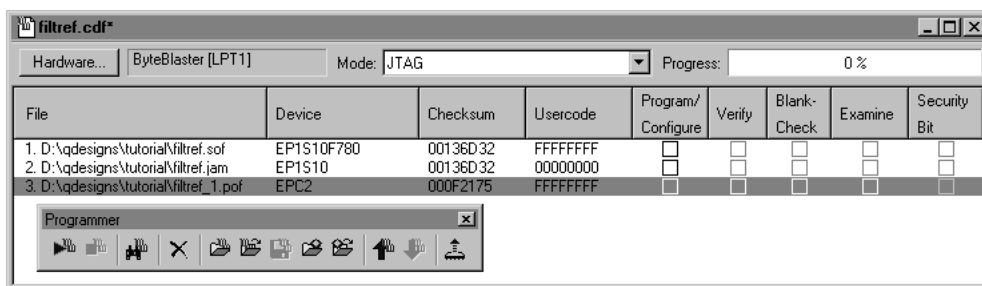 filtref.cdf*
Hardware... ByteBlaster [LPT1] Mode: JTAG Progress: 0 %
File Device Checksum Usercode Program/ Configure Verify Blank- Check Examine Security Bit
1. D:\qdesigns\tutorial\filtref.sof EP1S10F780 00136D32 FFFFFFFF
2. D:\qdesigns\tutorial\filtref.jam EP1S10 00136D32 00000000
3. D:\qdesigns\tutorial\filtref_1.pof EPC2 000F2175 FFFFFFFF
Programmer